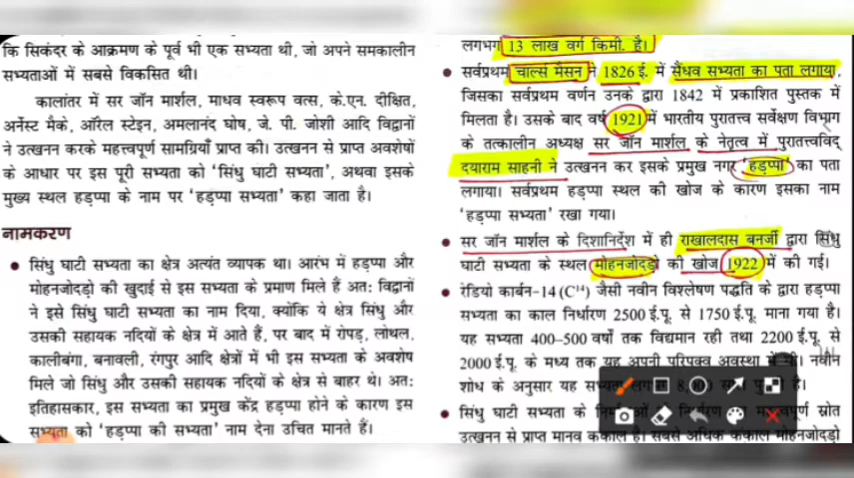 कि सिकंदर के आक्रमण के पूर्व भी एक सभ्यता थी, जो अपने समकालीन
सभ्यताओं में सबसे विकसित थी।
कालांतर में सर जॉन मार्शल, माधव स्वरूप वत्स, के.एन. दीक्षित,
अर्नेस्ट मैके, ऑरेल स्टेइन, अमलानंद घोष, जे. पी. जोशी आदि विद्वानों
ने उत्खनन करके महत्त्वपूर्ण सामग्रियाँ प्राप्त की। उत्खनन से प्राप्त अवशेषों
के आधार पर इस पूरी सभ्यता को 'सिंधु घाटी सभ्यता', अथवा इसके
मुख्य स्थल हड़प्पा के नाम पर 'हड़प्पा सभ्यता' कहा जाता है।
नामकरण
● सिंधु घाटी सभ्यता का क्षेत्र अत्यंत व्यापक था। आरंभ में हड़प्पा और
मोहनजोदड़ो की खुदाई से इस सभ्यता के प्रमाण मिले हैं अत: विद्वानों
ने इसे सिंधु घाटी सभ्यता का नाम दिया, क्योंकि ये क्षेत्र सिंधु और
उसकी सहायक नदियों के क्षेत्र में आते हैं, पर बाद में रोपड़, लोथल,
कालीबंगा, बनावली, रंगपुर आदि क्षेत्रों में भी इस सभ्यता के अवशेष
मिले जो सिंधु और उसकी सहायक नदियों के क्षेत्र से बाहर थे। अत:
इतिहासकार, इस सभ्यता का प्रमुख केंद्र हड़प्पा होने के कारण इस
सभ्यता को 'हड़प्पा की सभ्यता' नाम देना उचित मानते हैं।
लगभग 13 लाख वर्ग किमी. है।
● सर्वप्रथम चार्ल्स मैसन ने 1826 ई. में सैंधव सभ्यता का पता लगाया,
जिसका सर्वप्रथम वर्णन उनके द्वारा 1842 में प्रकाशित पुस्तक में
मिलता है। उसके बाद वर्ष 1921 में भारतीय पुरातत्त्व सर्वेक्षण विभाग
के तत्कालीन अध्यक्ष सर जॉन मार्शल के नेतृत्व में पुरातत्त्वविद्
दयाराम साहनी ने उत्खनन कर इसके प्रमुख नगर 'हड़प्पा' का पता
लगाया। सर्वप्रथम हड़प्पा स्थल की खोज के कारण इसका नाम
'हड़प्पा सभ्यता' रखा गया।
● सर जॉन मार्शल के दिशानिर्देश में ही राखालदास बनर्जी द्वारा सिंधु
घाटी सभ्यता के स्थल मोहनजोदड़ो की खोज 1922 में की गई।
● रेडियो कार्बन-14 (C¹⁴) जैसी नवीन विश्लेषण पद्धति के द्वारा हड़प्पा
सभ्यता का काल निर्धारण 2500 ई.पू. से 1750 ई.पू. माना गया है।
यह सभ्यता 400-500 वर्षों तक विद्यमान रही तथा 2200 ई.पू. से
2000 ई.पू. के मध्य तक यह अपनी परिपक्व अवस्था में थी। नवीन
शोध के अनुसार यह है।
● सिंधु घाटी सभ्यता के स्रोत
उत्खनन से प्राप्त मानव कंकाल हैं। सबसे अधिक कंकाल मोहनजोदड़ो